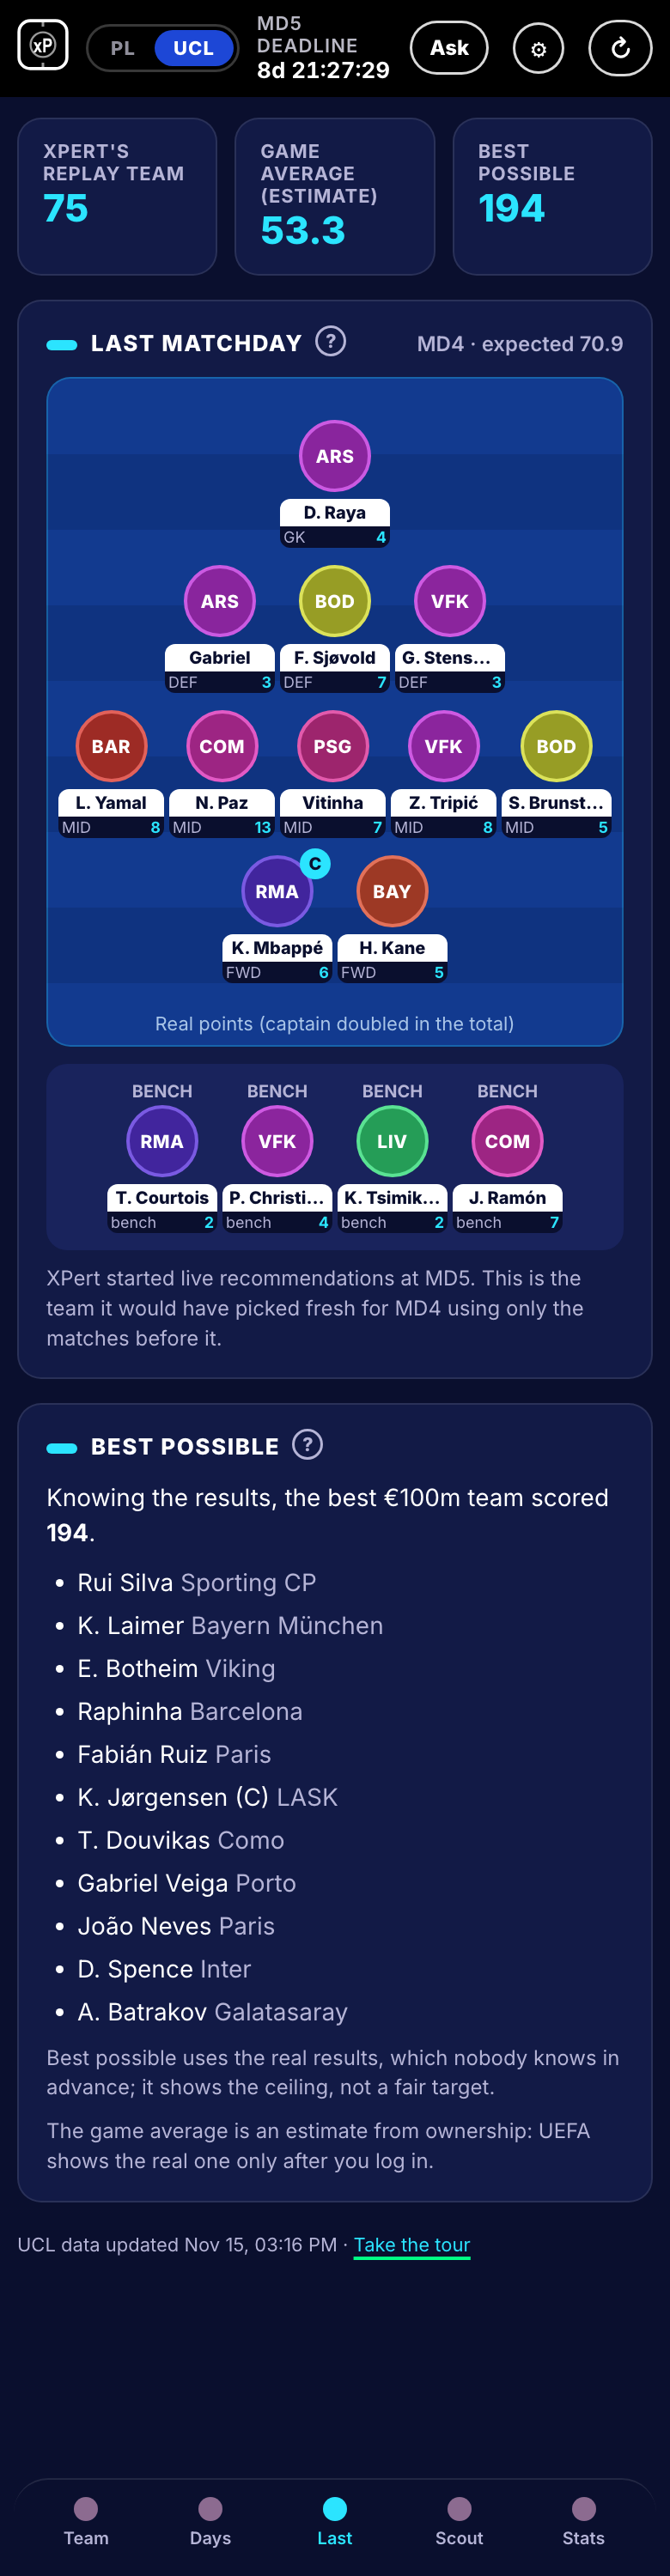 xP
PL
UCL
MD5
DEADLINE
8d 21:27:29
Ask
XPERT'S
REPLAY TEAM
75
GAME
AVERAGE
(ESTIMATE)
53.3
BEST
POSSIBLE
194
LAST MATCHDAY ?
MD4 · expected 70.9
ARS
D. Raya
GK 4
ARS BOD VFK
Gabriel F. Sjøvold G. Stens...
DEF 3 DEF 7 DEF 3
BAR COM PSG VFK BOD
L. Yamal N. Paz Vitinha Z. Tripić S. Brunst...
MID 8 MID 13 MID 7 MID 8 MID 5
C
RMA BAY
K. Mbappé H. Kane
FWD 6 FWD 5
Real points (captain doubled in the total)
BENCH BENCH BENCH BENCH
RMA VFK LIV COM
T. Courtois P. Christi... K. Tsimik... J. Ramón
bench 2 bench 4 bench 2 bench 7
XPert started live recommendations at MD5. This is the
team it would have picked fresh for MD4 using only the
matches before it.
BEST POSSIBLE ?
Knowing the results, the best €100m team scored
194.
• Rui Silva Sporting CP
• K. Laimer Bayern München
• E. Botheim Viking
• Raphinha Barcelona
• Fabián Ruiz Paris
• K. Jørgensen (C) LASK
• T. Douvikas Como
• Gabriel Veiga Porto
• João Neves Paris
• D. Spence Inter
• A. Batrakov Galatasaray
Best possible uses the real results, which nobody knows in
advance; it shows the ceiling, not a fair target.
The game average is an estimate from ownership: UEFA
shows the real one only after you log in.
UCL data updated Nov 15, 03:16 PM · Take the tour
Team Days Last Scout Stats